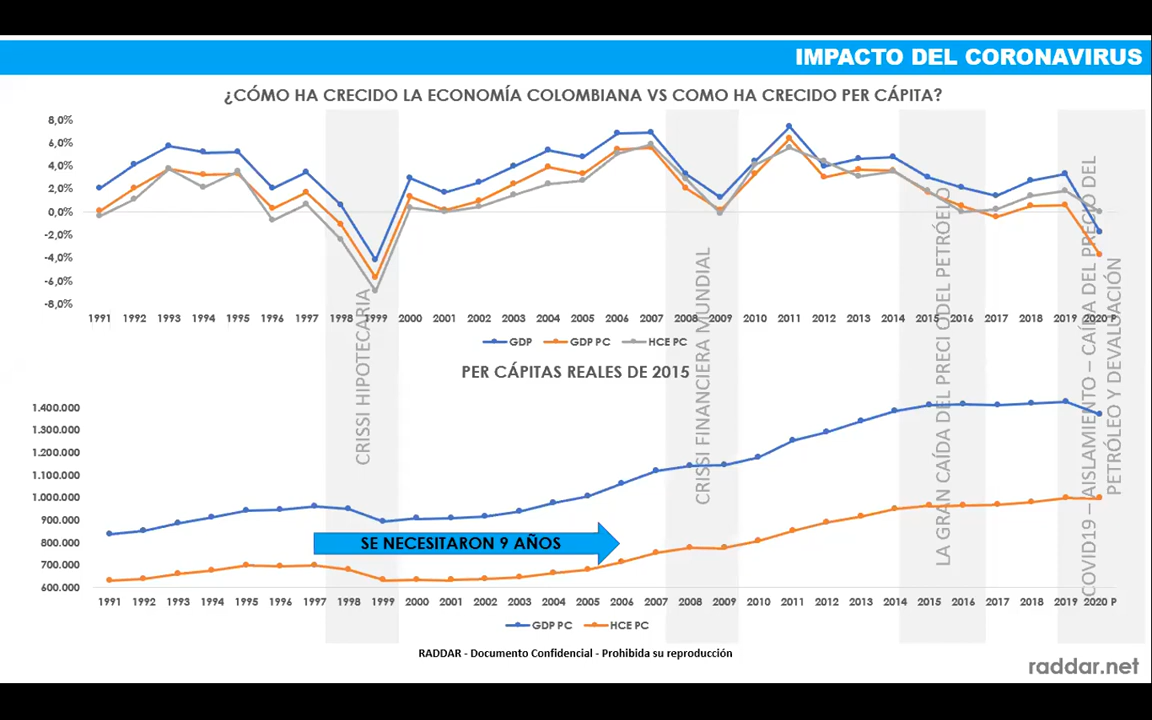 IMPACTO DEL CORONAVIRUS
¿CÓMO HA CRECIDO LA ECONOMÍA COLOMBIANA VS COMO HA CRECIDO PER CÁPITA?
8,0%
6,0%
4,0%
2,0%
0,0%
-2,0%
-4,0%
-6,0%
-8,0%
1991 1992 1993 1994 1995 1996 1997 1998 1999 2000 2001 2002 2003 2004 2005 2006 2007 2008 2009 2010 2011 2012 2013 2014 2015 2016 2017 2018 2019 2020 P
GDP GDP PC HCE PC
CRISSI HIPOTECARIA
CRISSI FINANCIERA MUNDIAL
LA GRAN CAÍDA DEL PRECI ODEL PETRÓELO
COVID19 – AISLAMIENTO – CAÍDA DEL PRECIO DEL
PETRÓLEO Y DEVALUACIÓN
PER CÁPITAS REALES DE 2015
1.400.000
1.300.000
1.200.000
1.100.000
1.000.000
900.000
800.000
700.000
600.000
SE NECESITARON 9 AÑOS
1991 1992 1993 1994 1995 1996 1997 1998 1999 2000 2001 2002 2003 2004 2005 2006 2007 2008 2009 2010 2011 2012 2013 2014 2015 2016 2017 2018 2019 2020 P
GDP PC HCE PC
RADDAR - Documento Confidencial - Prohibida su reproducción
raddar.net